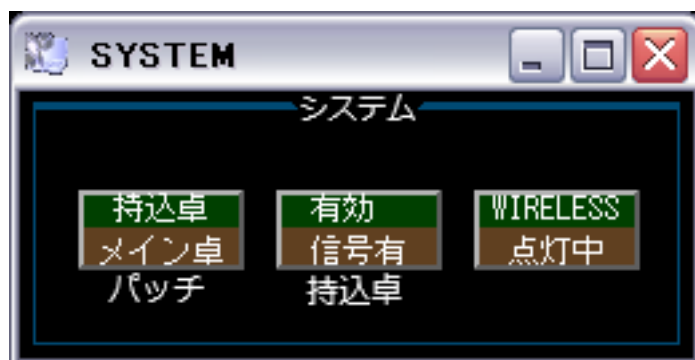 SYSTEM
システム
持込卓 有効 WIRELESS
メイン卓 信号有 点灯中
パッチ 持込卓